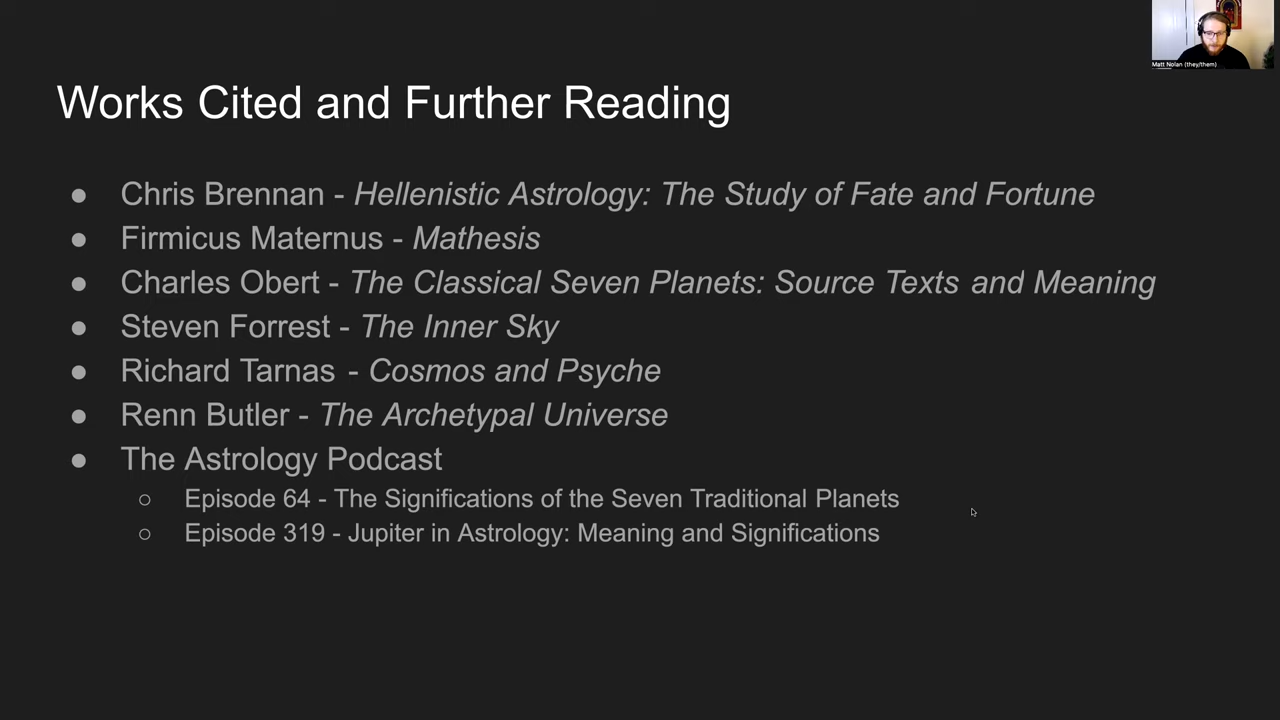 Matt Nolan (they/them)
Works Cited and Further Reading
● Chris Brennan - Hellenistic Astrology: The Study of Fate and Fortune
● Firmicus Maternus - Mathesis
● Charles Obert - The Classical Seven Planets: Source Texts and Meaning
● Steven Forrest - The Inner Sky
● Richard Tarnas - Cosmos and Psyche
● Renn Butler - The Archetypal Universe
● The Astrology Podcast
○ Episode 64 - The Significations of the Seven Traditional Planets
○ Episode 319 - Jupiter in Astrology: Meaning and Significations